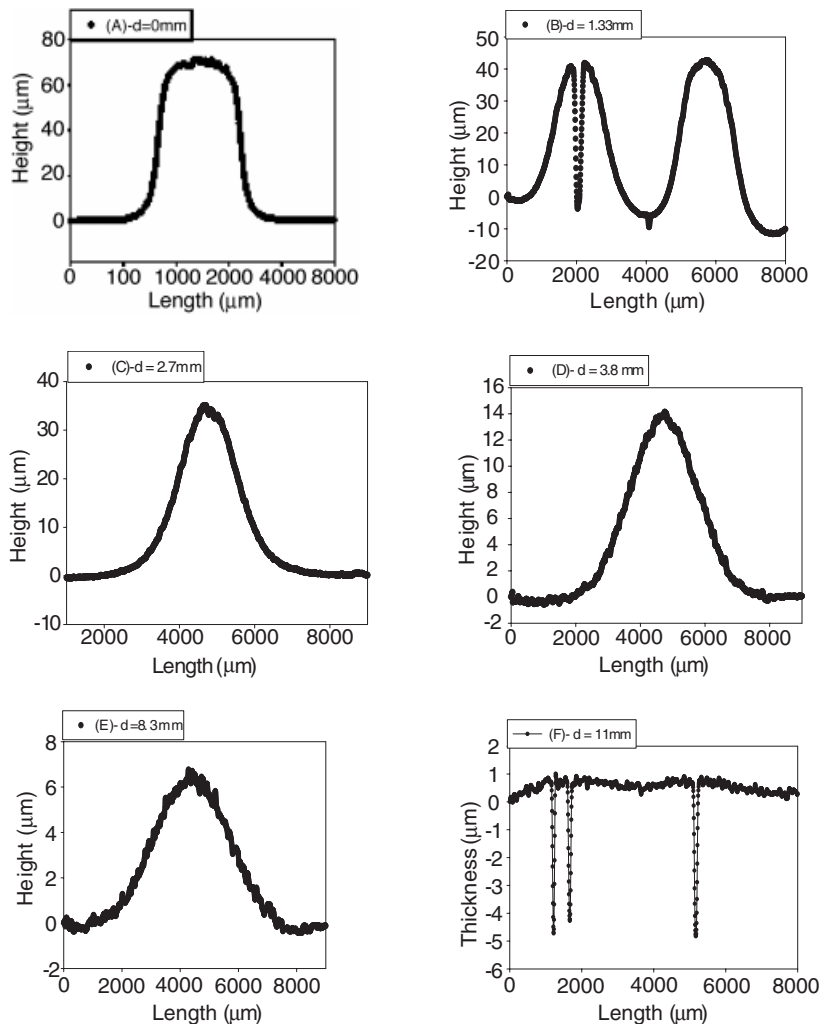 (A)-d=0mm
80
60
40
20
0
Height (μm)
0 100 1000 2000 4000 8000
Length (μm)
(B)-d = 1.33mm
50
40
30
20
10
0
-10
-20
Height (μm)
0 2000 4000 6000 8000
Length (μm)
(C)-d = 2.7mm
40
30
20
10
0
-10
Height (μm)
2000 4000 6000 8000
Length (μm)
(D)- d = 3.8 mm
16
14
12
10
8
6
4
2
0
-2
Height (μm)
0 2000 4000 6000 8000
Length (μm)
(E)- d=8.3mm
8
6
4
2
0
-2
Height (μm)
0 2000 4000 6000 8000
Length (μm)
(F)- d = 11mm
2
1
0
-1
-2
-3
-4
-5
-6
Thickness (μm)
0 2000 4000 6000 8000
Length (μm)